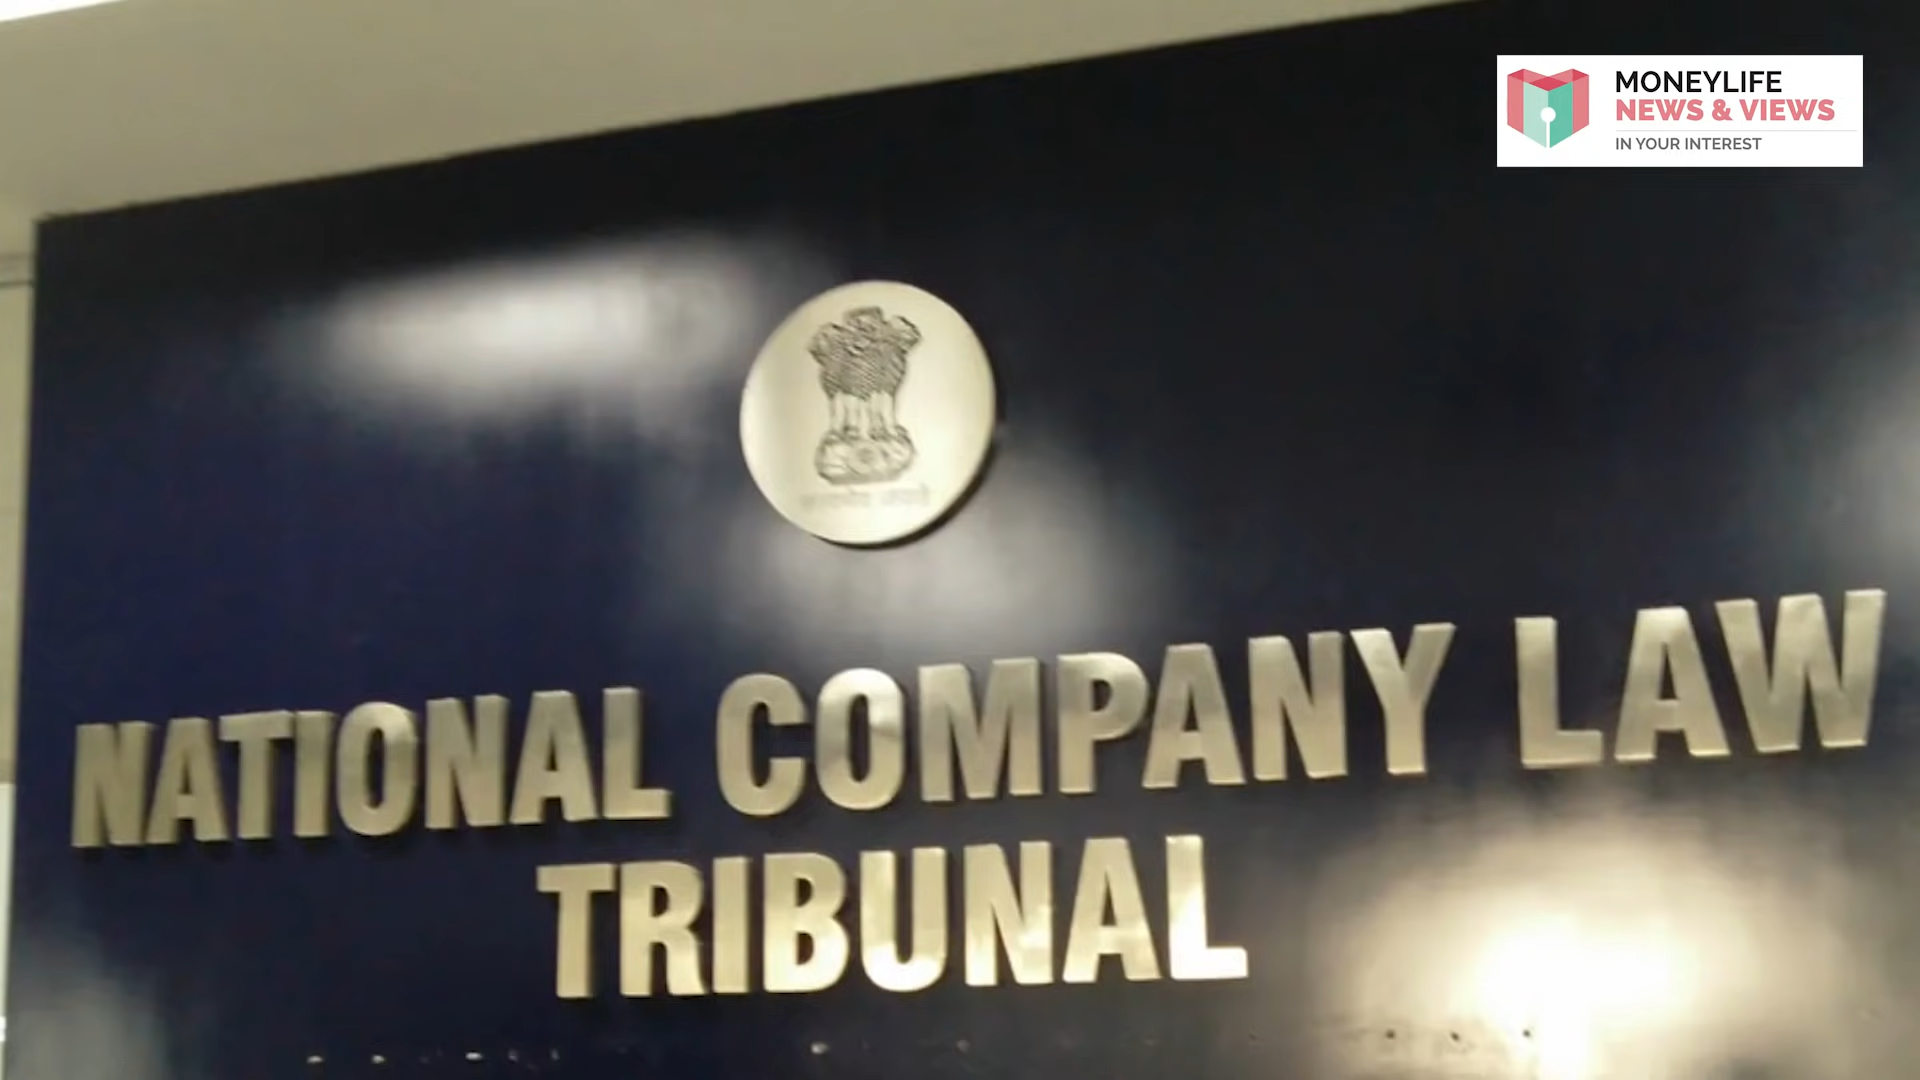 MONEYLIFE
NEWS & VIEWS
IN YOUR INTEREST
NATIONAL COMPANY LAW
TRIBUNAL